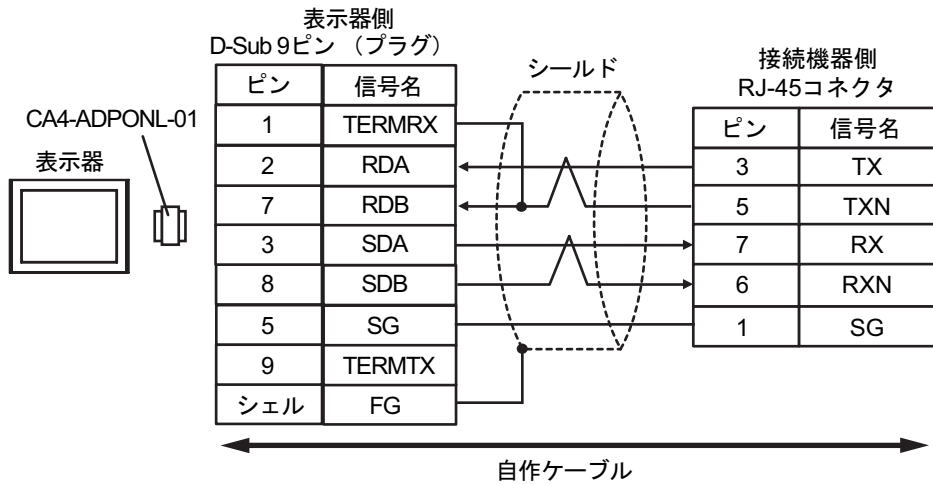 表示器側
D-Sub 9ピン （プラグ）
シールド
接続機器側
RJ-45コネクタ
CA4-ADPONL-01
表示器
ピン 信号名
1 TERMRX
2 RDA
7 RDB
3 SDA
8 SDB
5 SG
9 TERMTX
シェル FG
ピン 信号名
3 TX
5 TXN
7 RX
6 RXN
1 SG
自作ケーブル